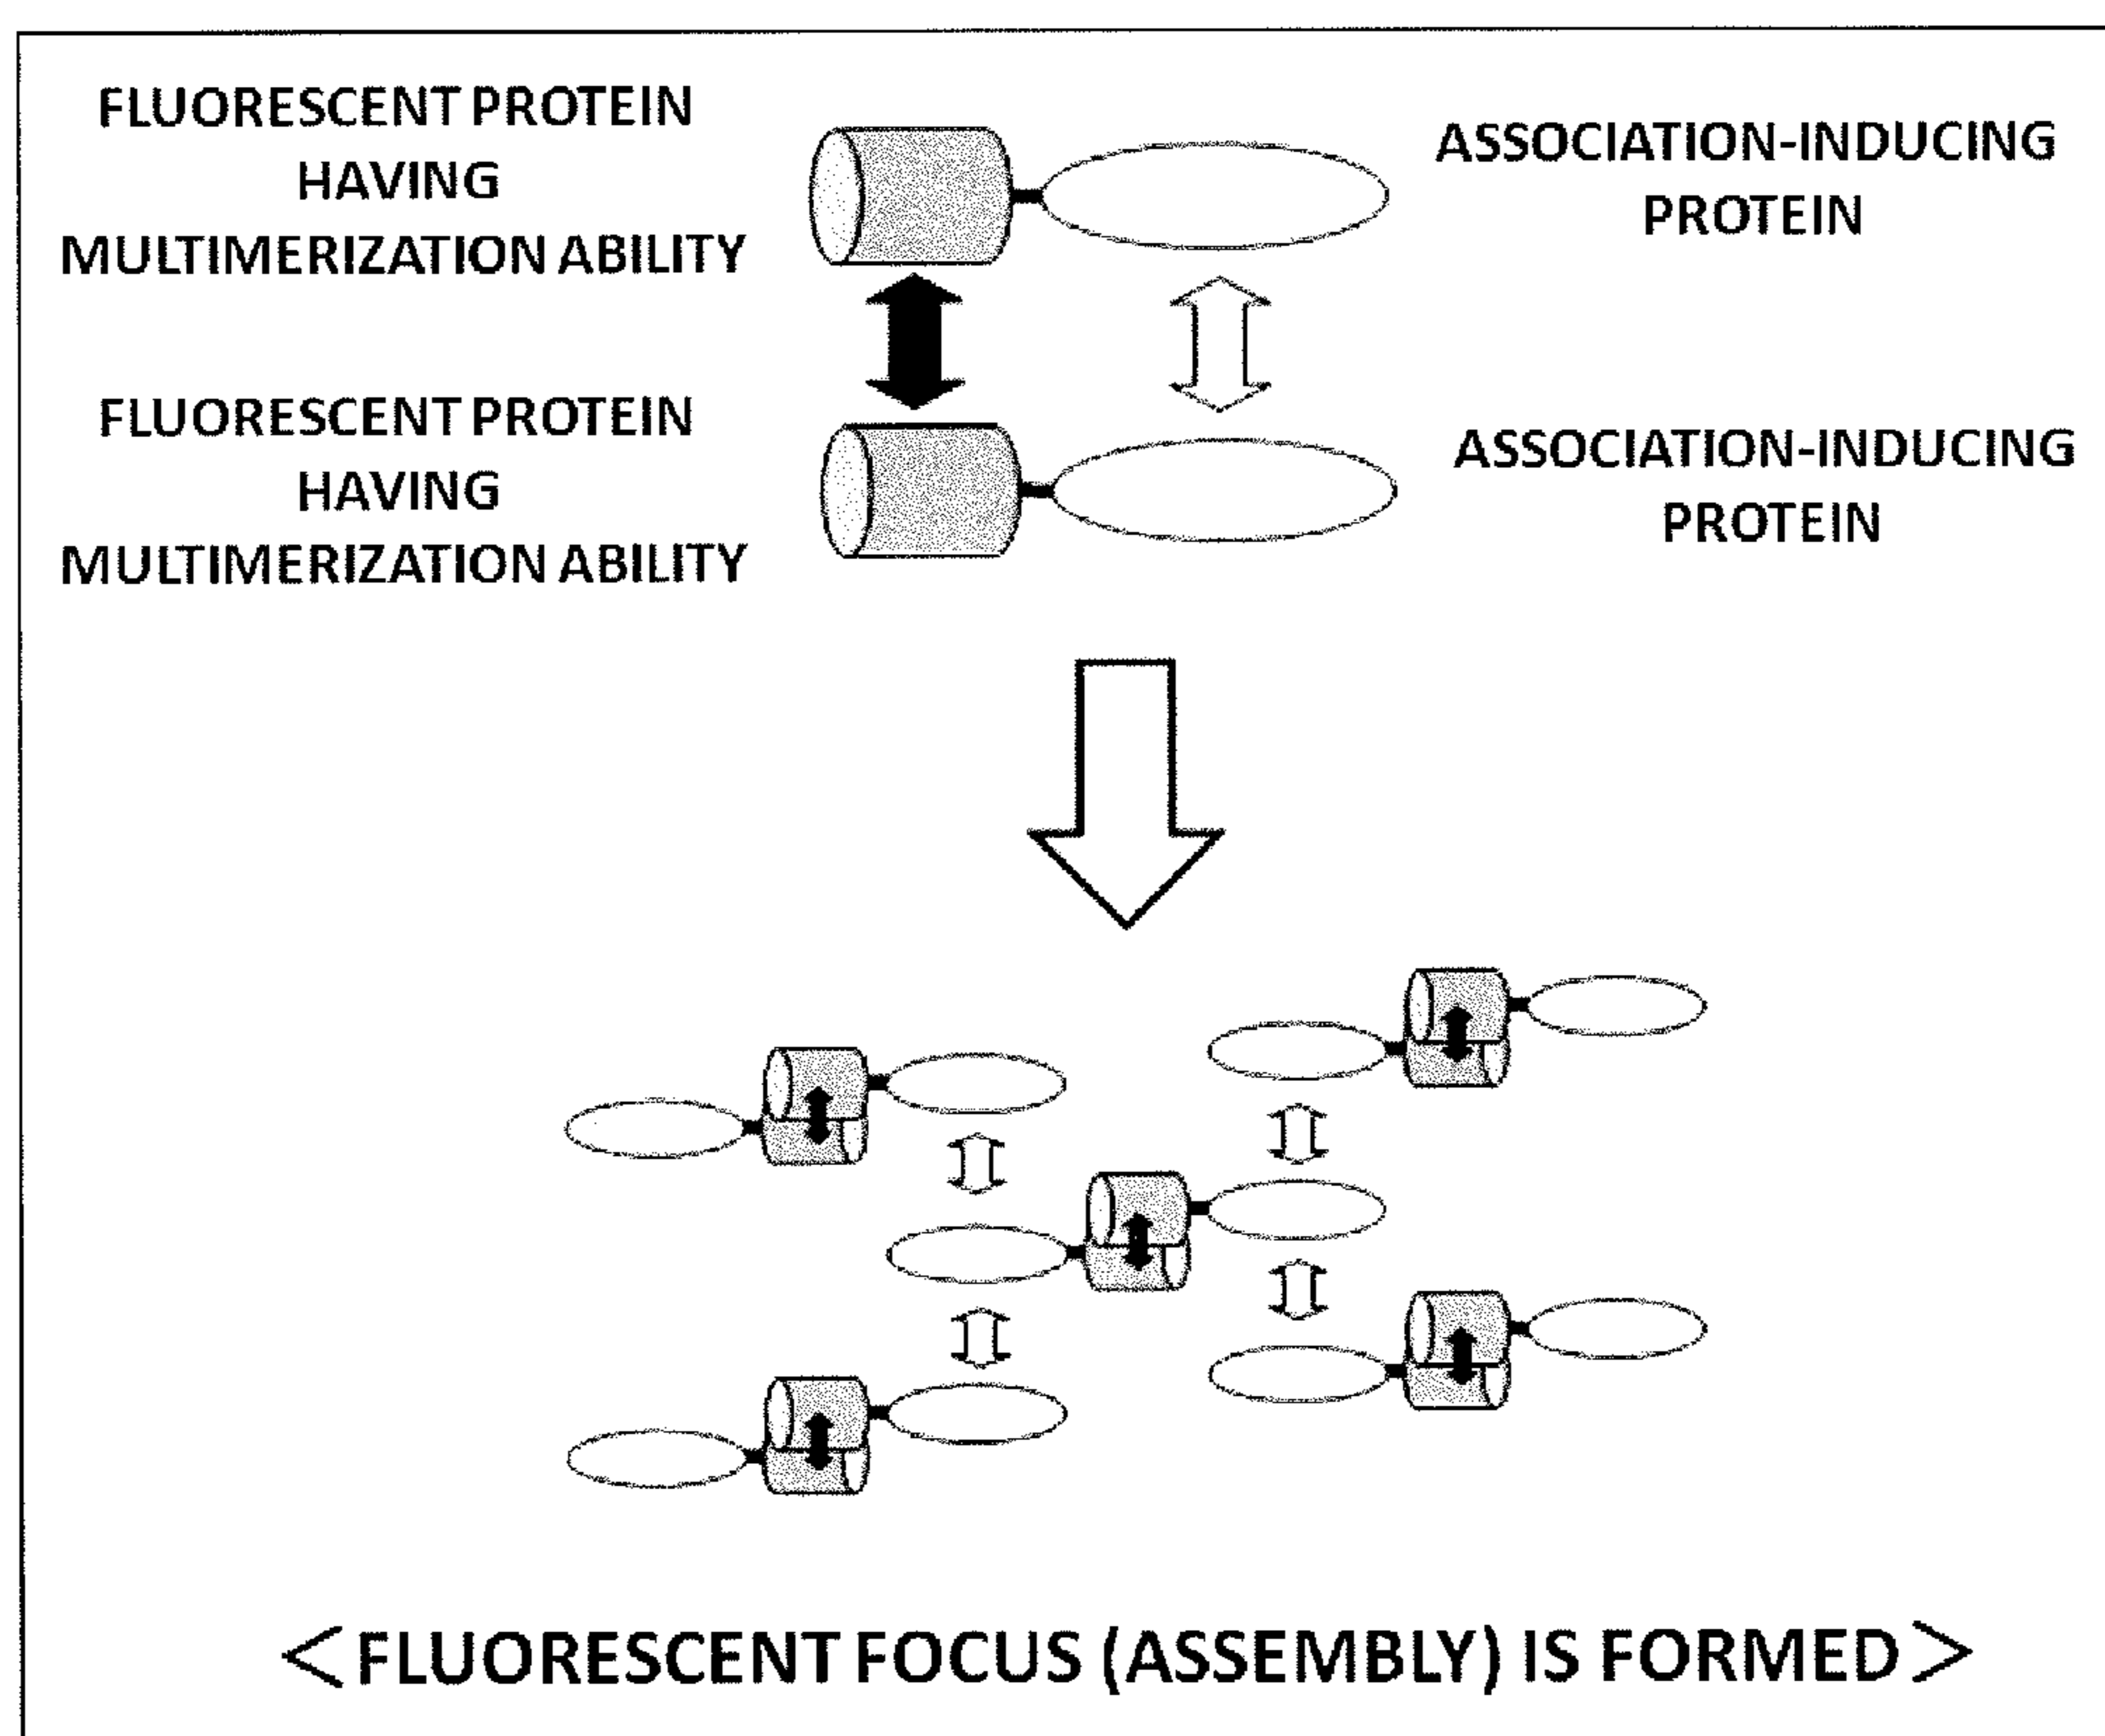 FLUORESCENT PROTEIN
HAVING
MULTIMERIZATION ABILITY
ASSOCIATION-INDUCING
PROTEIN
FLUORESCENT PROTEIN
HAVING
MULTIMERIZATION ABILITY
ASSOCIATION-INDUCING
PROTEIN
<FLUORESCENT FOCUS (ASSEMBLY) IS FORMED>